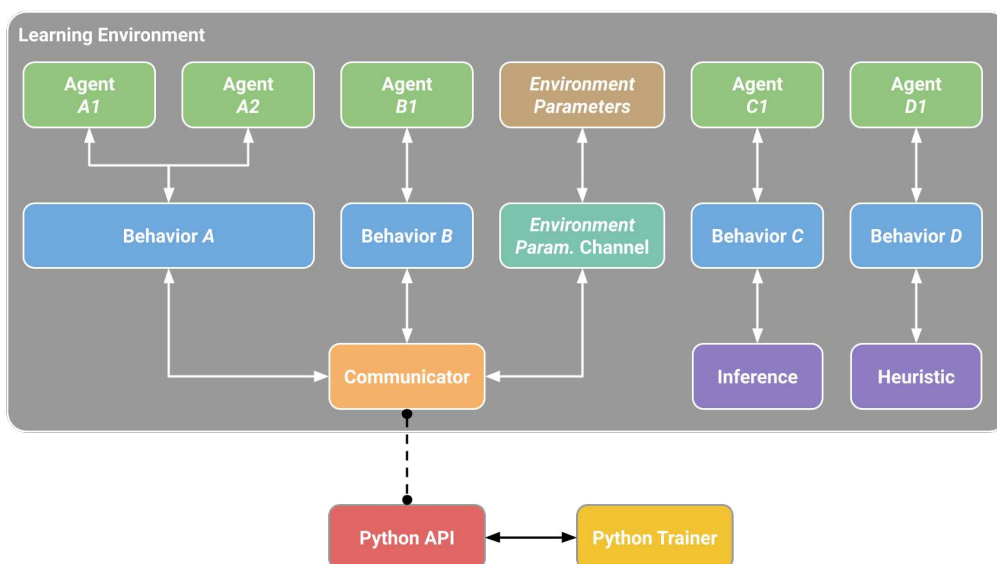 Learning Environment
Agent
A1
Agent
A2
Agent
B1
Environment
Parameters
Agent
C1
Agent
D1
Behavior A
Behavior B
Environment
Param. Channel
Behavior C
Behavior D
Communicator
Inference
Heuristic
Python API
Python Trainer